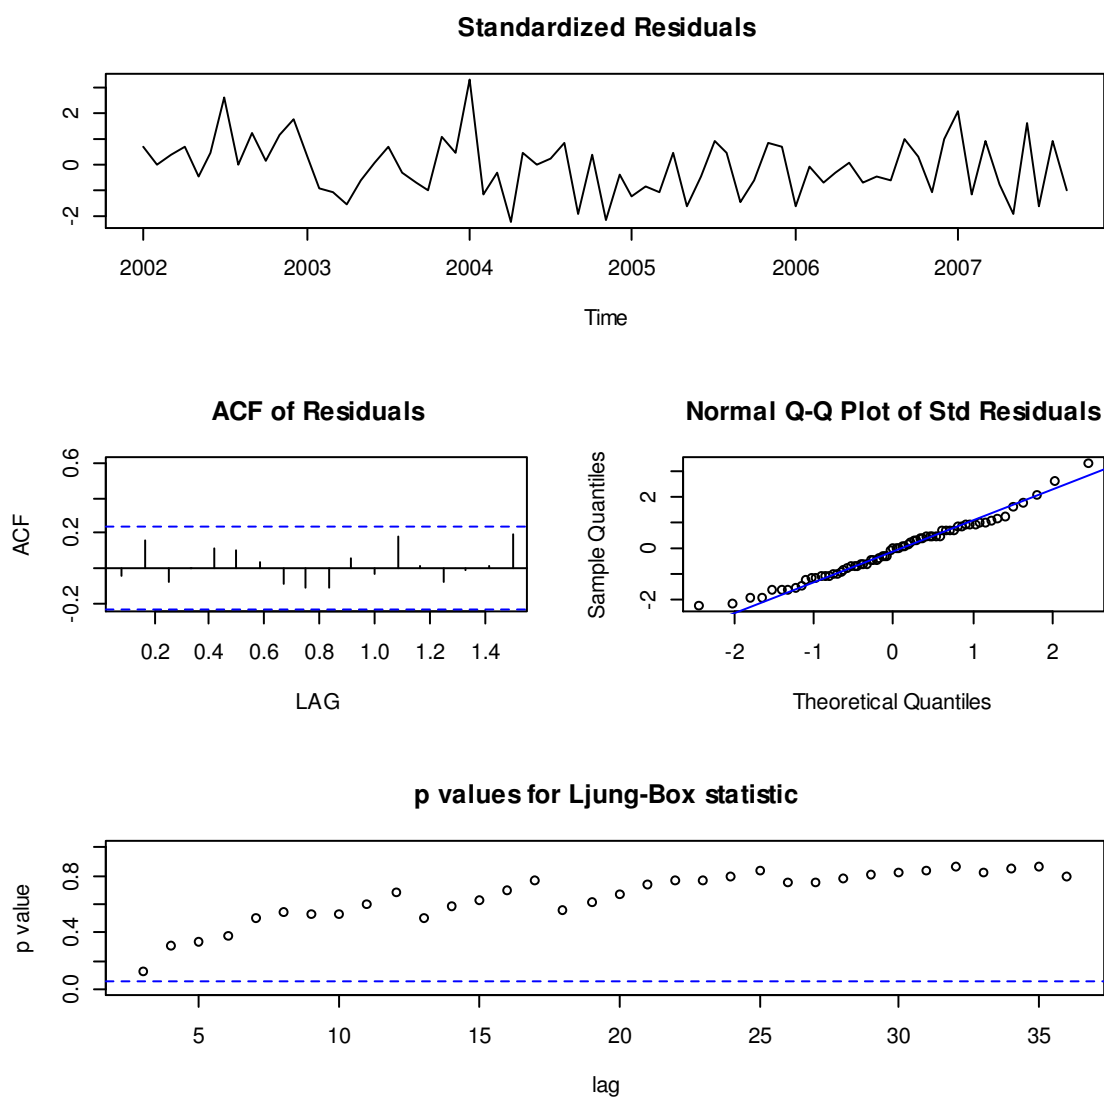 Standardized Residuals
2
0
-2
2002 2003 2004 2005 2006 2007
Time
ACF of Residuals
ACF
0.6
0.2
-0.2
0.2 0.4 0.6 0.8 1.0 1.2 1.4
LAG
Normal Q-Q Plot of Std Residuals
Sample Quantiles
2
0
-2
-2 -1 0 1 2
Theoretical Quantiles
p values for Ljung-Box statistic
p value
0.8
0.4
0.0
5 10 15 20 25 30 35
lag